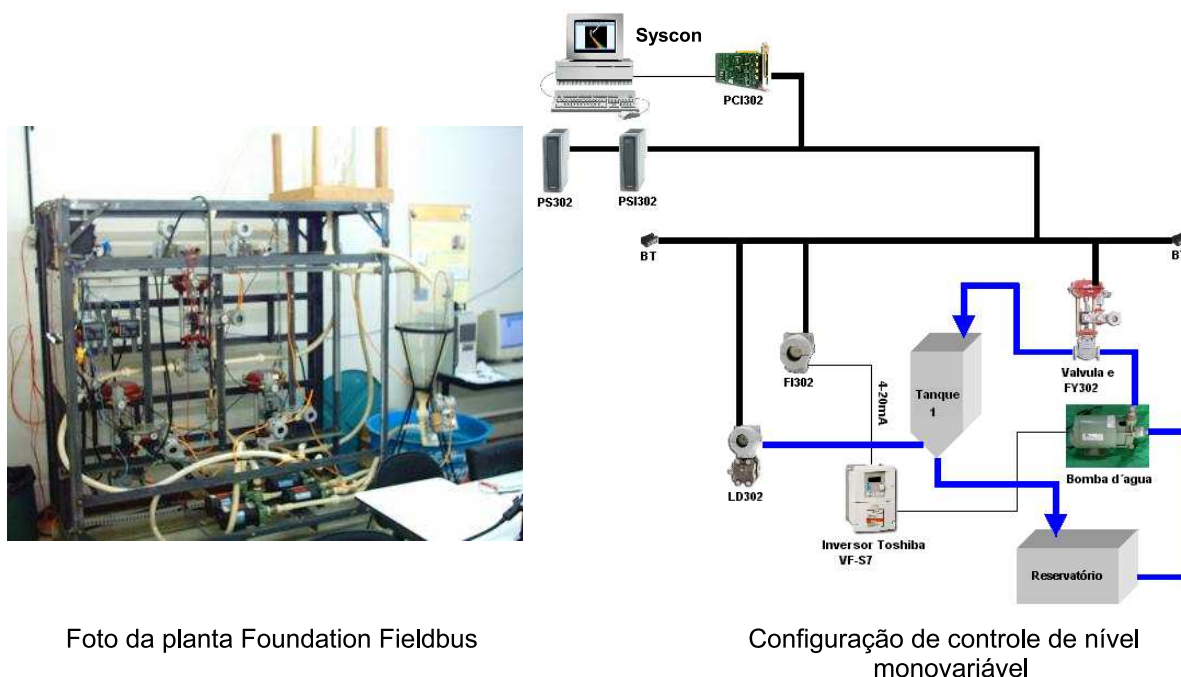 Syscon
PCI302
PS302
PSI302
BT
BT
FI302
4-20mA
Tanque
1
Valvula e
FY302
LD302
Bomba d´agua
Inversor Toshiba
VF-S7
Reservatório
Foto da planta Foundation Fieldbus
Configuração de controle de nível
monovariável